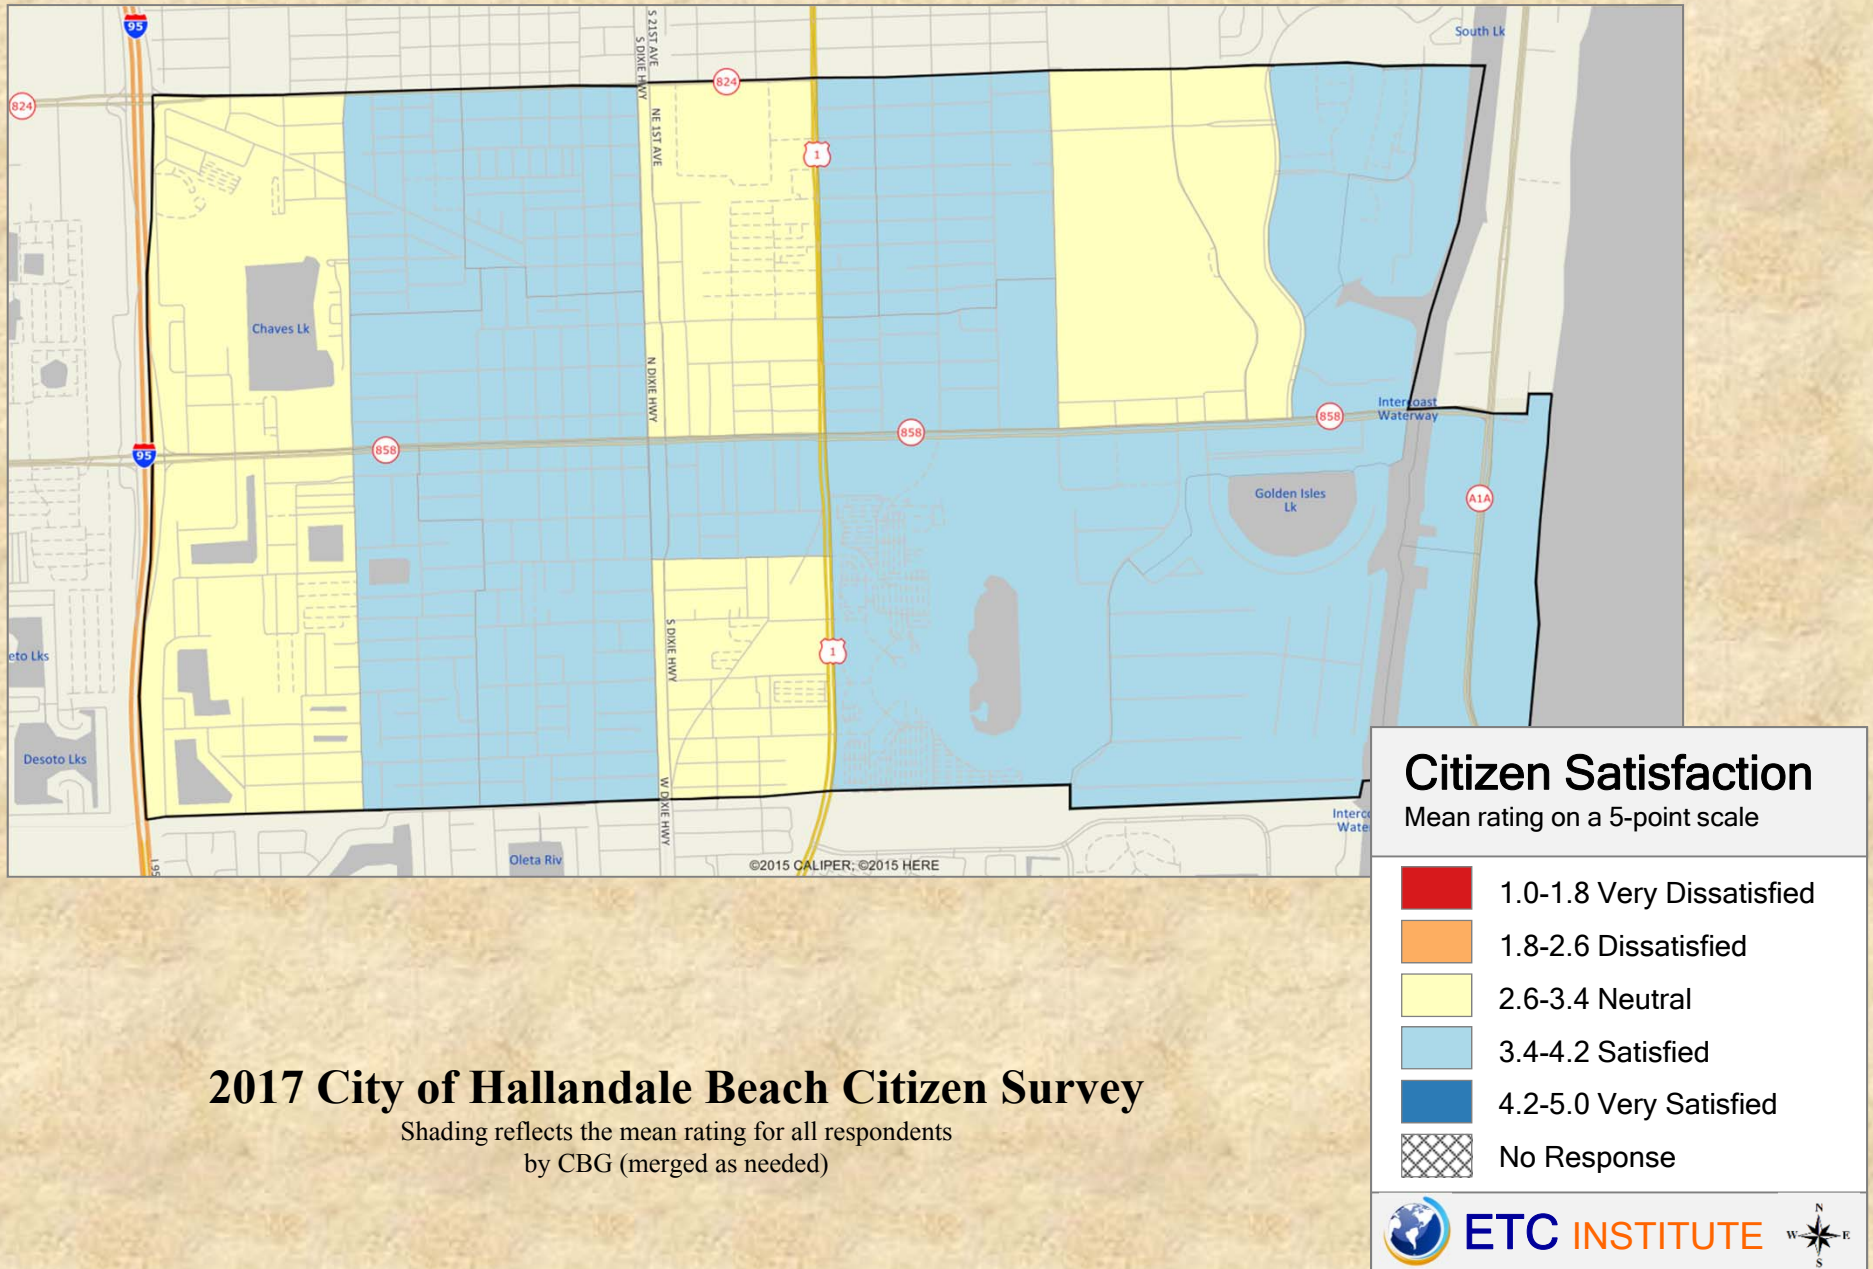 95
S 21ST AVE
S DIXIE HWY
South Lk
824
824
NE 1ST AVE
1
Chaves Lk
N DIXIE HWY
Intercoast
Waterway
858
858
858
95
Golden Isles
Lk
A1A
S DIXIE HWY
1
eto Lks
Desoto Lks
W DIXIE HWY
Interco
Wate
Oleta Riv
I 95
©2015 CALIPER; ©2015 HERE
Citizen Satisfaction
Mean rating on a 5-point scale
1.0-1.8 Very Dissatisfied
1.8-2.6 Dissatisfied
2.6-3.4 Neutral
3.4-4.2 Satisfied
4.2-5.0 Very Satisfied
No Response
2017 City of Hallandale Beach Citizen Survey
Shading reflects the mean rating for all respondents
by CBG (merged as needed)
ETC INSTITUTE
N
W E
S